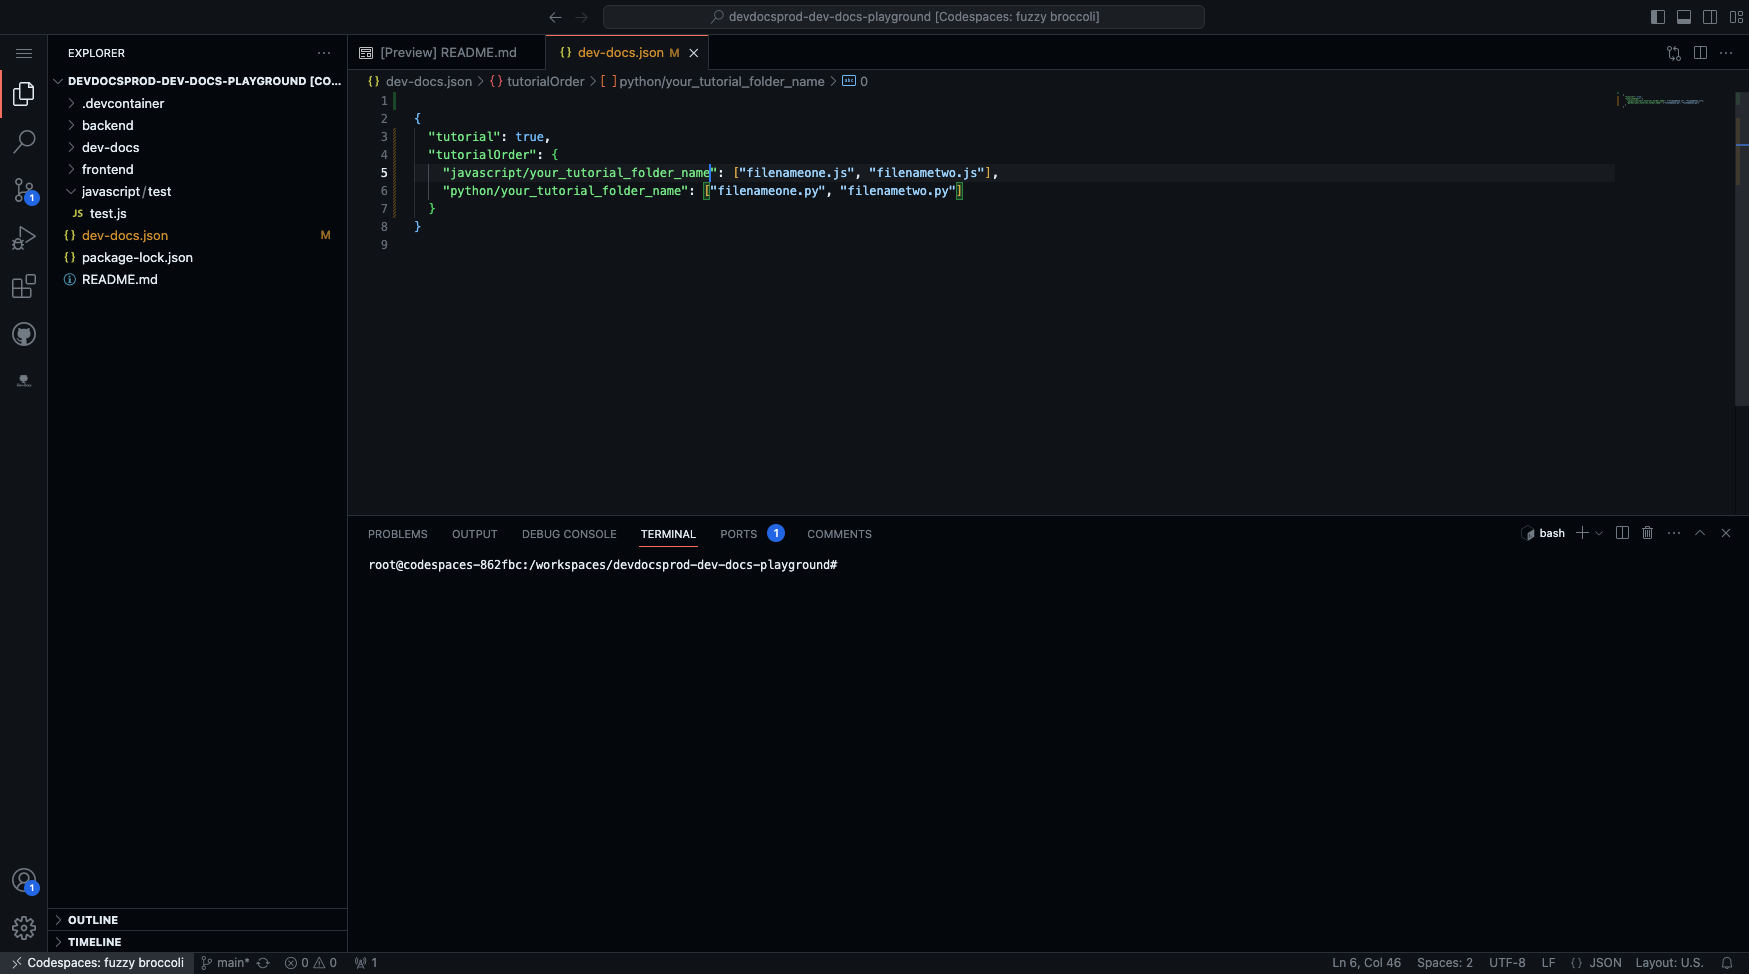 devdocsprod-dev-docs-playground [Codespaces: fuzzy broccoli]
EXPLORER
DEVDOCSPROD-DEV-DOCS-PLAYGROUND [CO...
.devcontainer
backend
dev-docs
frontend
javascript/test
JS test.js
{} dev-docs.json M
{} package-lock.json
README.md
1
1
OUTLINE
TIMELINE
[Preview] README.md
{} dev-docs.json M
{} dev-docs.json > {} tutorialOrder > [ ] python/your_tutorial_folder_name > abc 0
1
2 {
3 "tutorial": true,
4 "tutorialOrder": {
5 "javascript/your_tutorial_folder_name": ["filenameone.js", "filenametwo.js"],
6 "python/your_tutorial_folder_name": ["filenameone.py", "filenametwo.py"]
7 }
8 }
9
PROBLEMS OUTPUT DEBUG CONSOLE TERMINAL PORTS 1 COMMENTS
bash
root@codespaces-862fbc:/workspaces/devdocsprod-dev-docs-playground#
Codespaces: fuzzy broccoli main* 0 0 1
Ln 6, Col 46 Spaces: 2 UTF-8 LF {} JSON Layout: U.S.